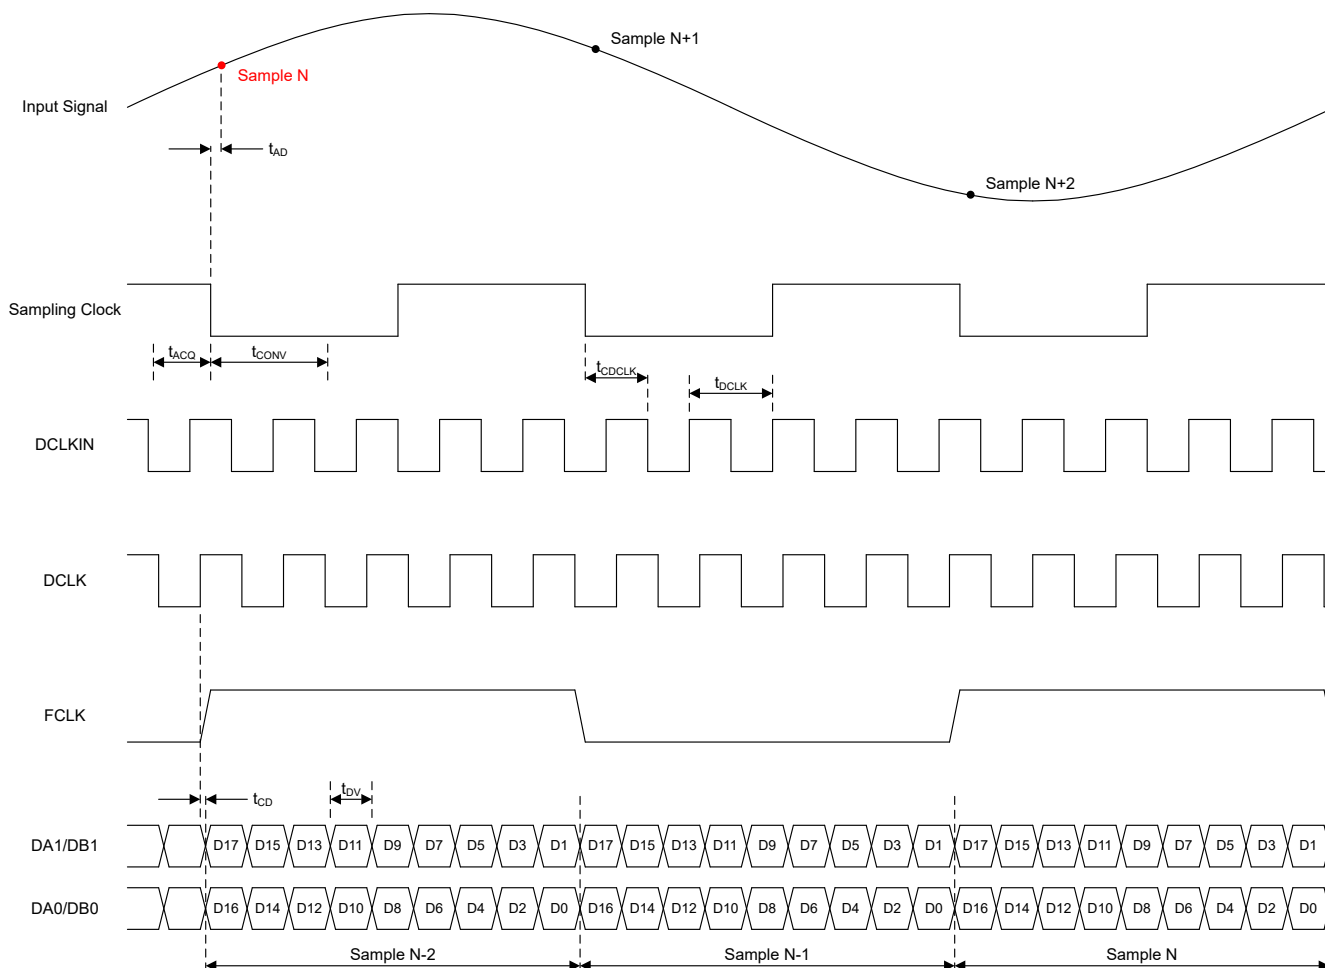 Sample N+1
Sample N
Input Signal
tAD
Sample N+2
Sampling Clock
tACQ tCONV
tCDCLK
tDCLK
DCLKIN
DCLK
FCLK
tCD tDV
DA1/DB1 D17 D15 D13 D11 D9 D7 D5 D3 D1 D17 D15 D13 D11 D9 D7 D5 D3 D1 D17 D15 D13 D11 D9 D7 D5 D3 D1
DA0/DB0 D16 D14 D12 D10 D8 D6 D4 D2 D0 D16 D14 D12 D10 D8 D6 D4 D2 D0 D16 D14 D12 D10 D8 D6 D4 D2 D0
Sample N-2 Sample N-1 Sample N